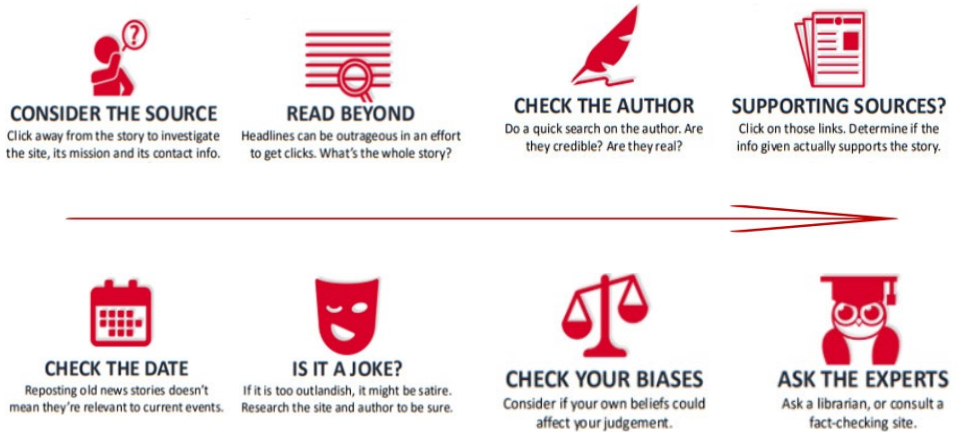 ?
CONSIDER THE SOURCE
Click away from the story to investigate
the site, its mission and its contact info.
READ BEYOND
Headlines can be outrageous in an effort
to get clicks. What's the whole story?
CHECK THE AUTHOR
Do a quick search on the author. Are
they credible? Are they real?
SUPPORTING SOURCES?
Click on those links. Determine if the
info given actually supports the story.
CHECK THE DATE
Reposting old news stories doesn't
mean they're relevant to current events.
IS IT A JOKE?
If it is too outlandish, it might be satire.
Research the site and author to be sure.
CHECK YOUR BIASES
Consider if your own beliefs could
affect your judgement.
ASK THE EXPERTS
Ask a librarian, or consult a
fact-checking site.